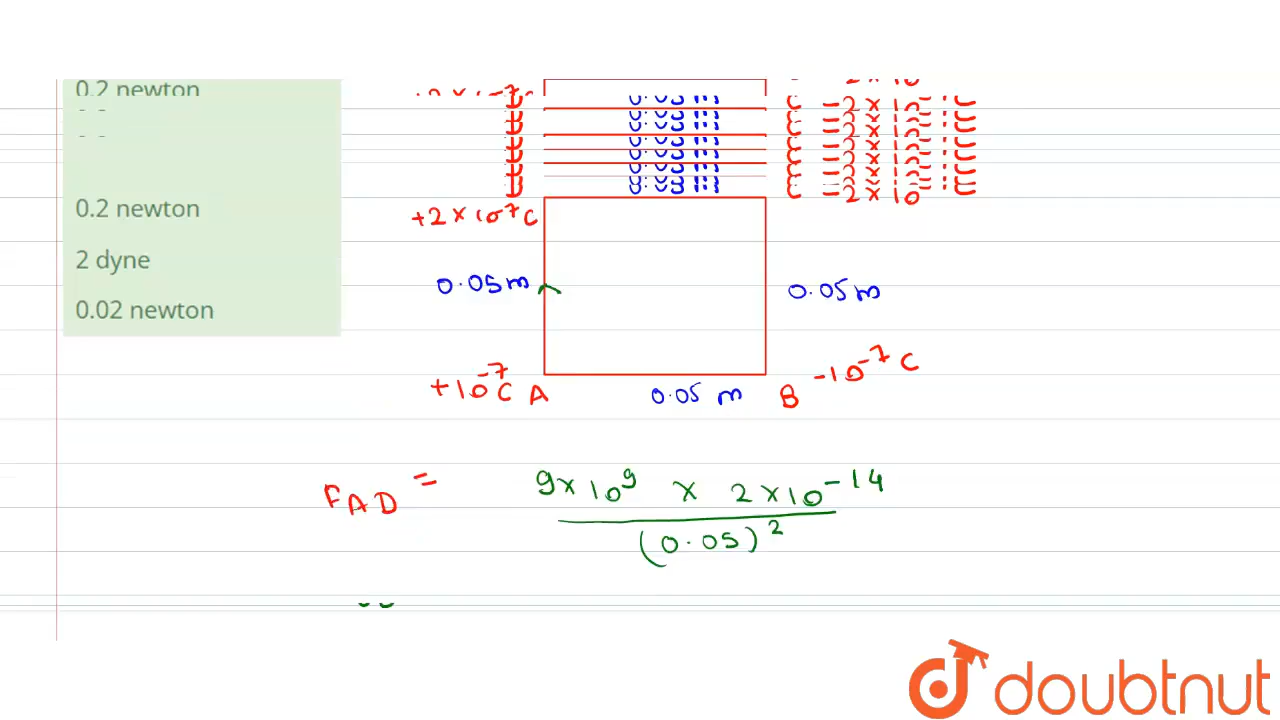 0.2 newton
0.2 newton
+2 × 10⁻⁷ C
0.05 m
0.05 m
2 dyne
0.02 newton
+10⁻⁷ C A
0.05 m
B -10⁻⁷ C
F_AD = 9×10⁹ × 2×10⁻¹⁴
(0.05)²
doubtnut